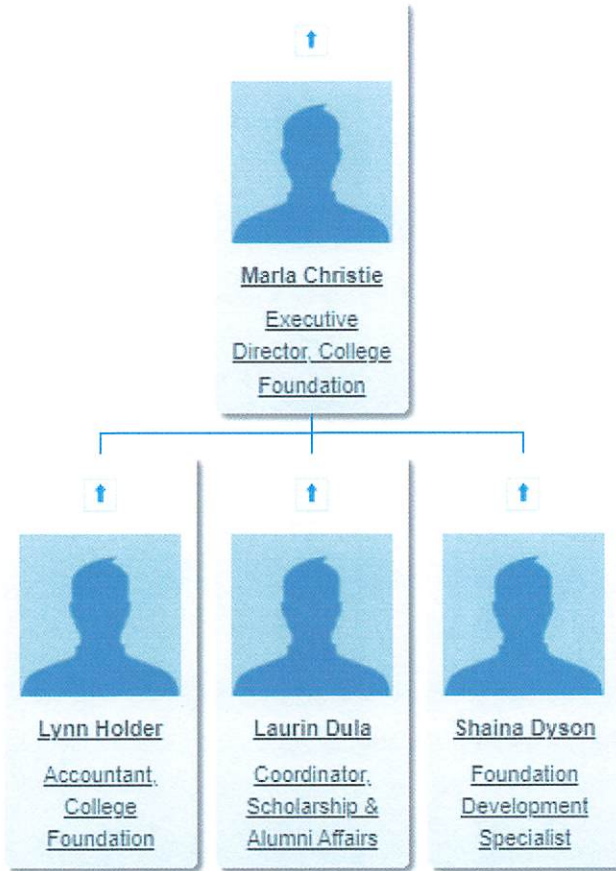 Marla Christie
Executive
Director, College
Foundation
Lynn Holder
Accountant,
College
Foundation
Laurin Dula
Coordinator,
Scholarship &
Alumni Affairs
Shaina Dyson
Foundation
Development
Specialist